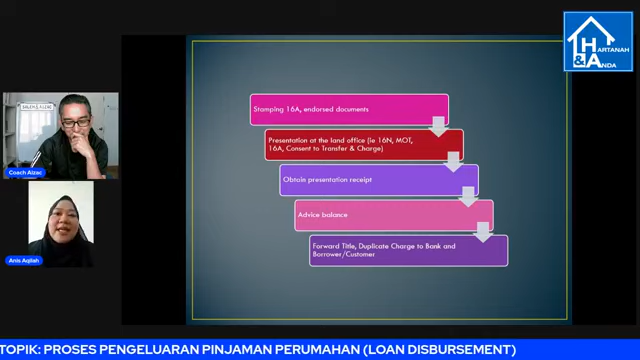 HARTANAH
&ANDA
Stamping 16A, endorsed documents
Presentation at the land office (ie 16N, MOT,
16A, Consent to Transfer & Charge)
Obtain presentation receipt
Advice balance
Forward Title, Duplicate Charge to Bank and
Borrower/Customer
Coach Aizac
Anis Aqilah
TOPIK: PROSES PENGELUARAN PINJAMAN PERUMAHAN (LOAN DISBURSEMENT)